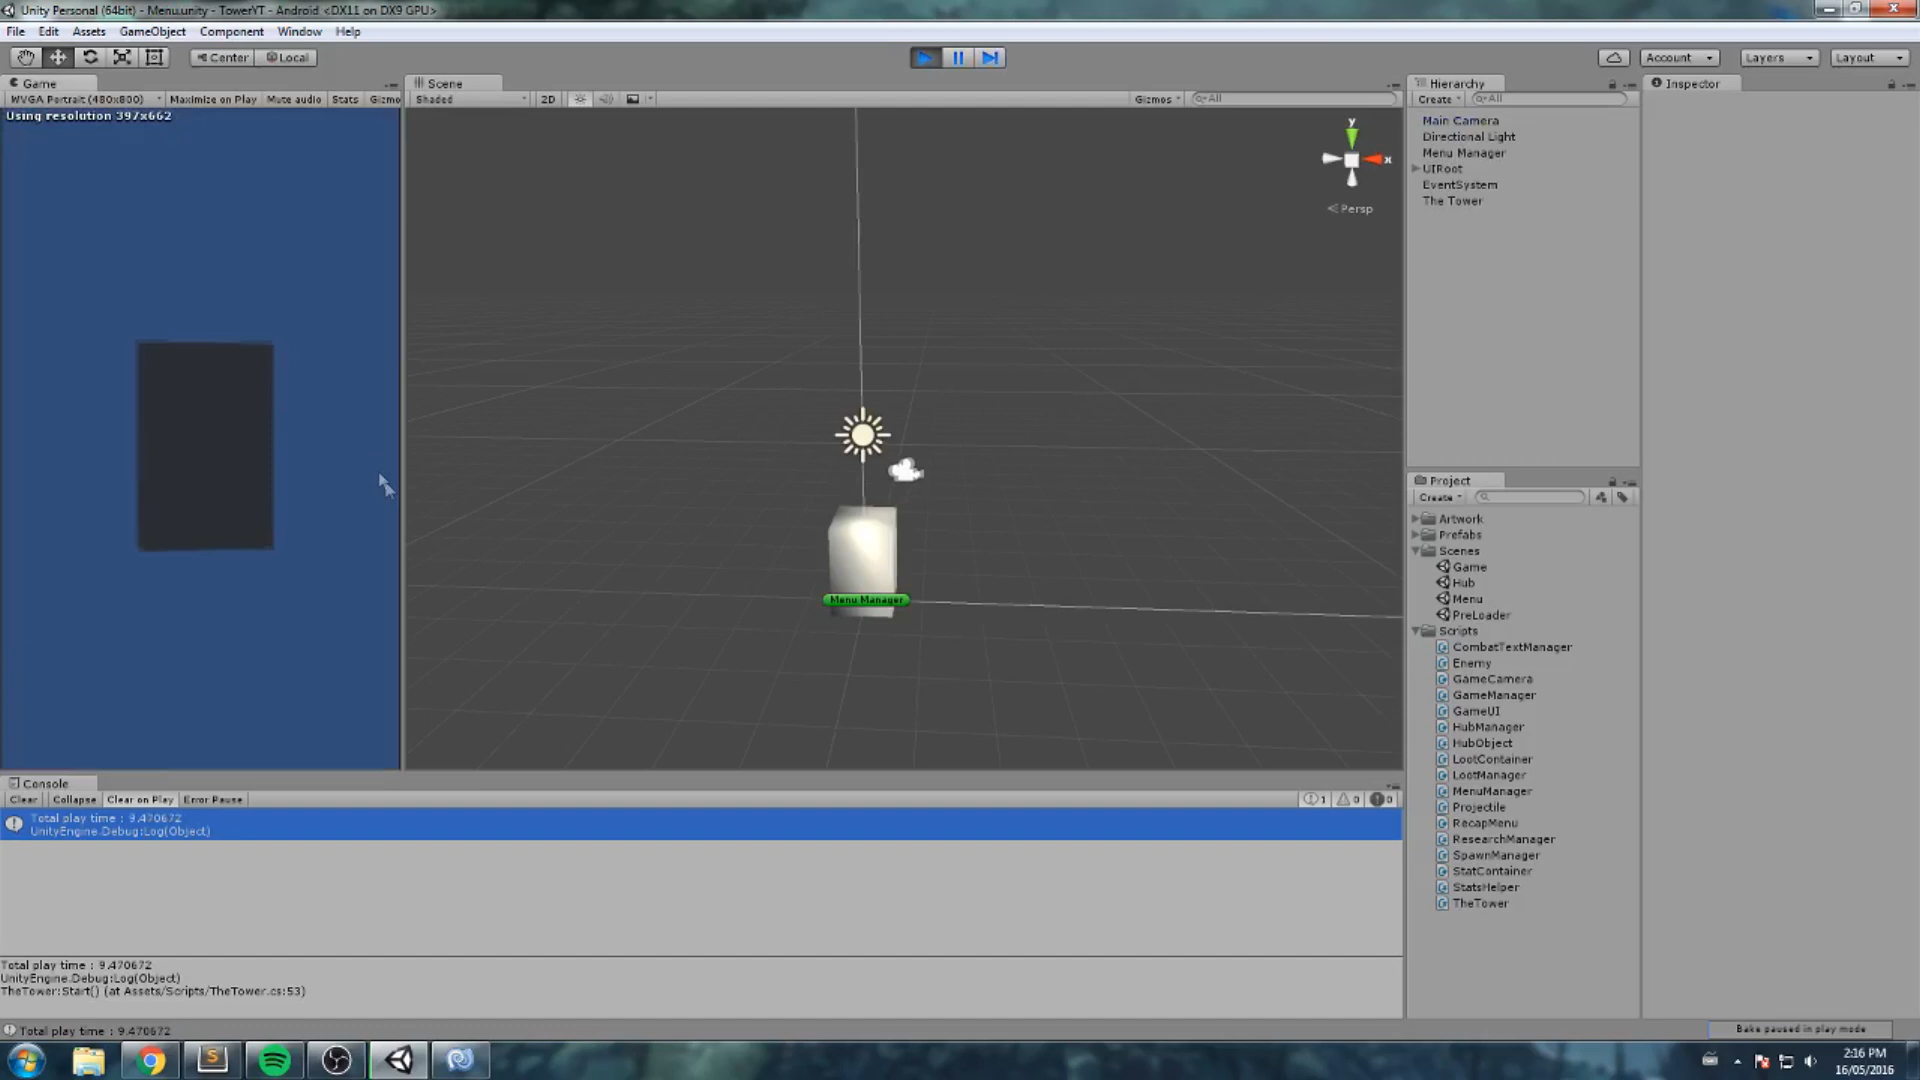 Unity Personal (64bit) - Menu.unity - TowerYT - Android <DX11 on DX9 GPU>
File Edit Assets GameObject Component Window Help
Center Local Account Layers Layout
Game Scene Hierarchy Inspector
WVGA Portrait (480x800) Maximize on Play Mute audio Stats Gizmo Shaded 2D Gizmos All Create All
Using resolution 397x662
Main Camera
Directional Light
Menu Manager
UIRoot
EventSystem
The Tower
y
x
Persp
Menu Manager
Project
Create
Artwork
Prefabs
Scenes
Game
Hub
Menu
PreLoader
Scripts
CombatTextManager
Enemy
GameCamera
GameManager
GameUI
HubManager
HubObject
LootContainer
LootManager
MenuManager
Projectile
RecapMenu
ResearchManager
SpawnManager
StatContainer
StatsHelper
TheTower
Console
Clear Collapse Clear on Play Error Pause 1 0 0
Total play time : 9.470672
UnityEngine.Debug:Log(Object)
Total play time : 9.470672
UnityEngine.Debug:Log(Object)
TheTower:Start() (at Assets/Scripts/TheTower.cs:53)
Total play time : 9.470672
Bake paused in play mode
2:16 PM
16/05/2016